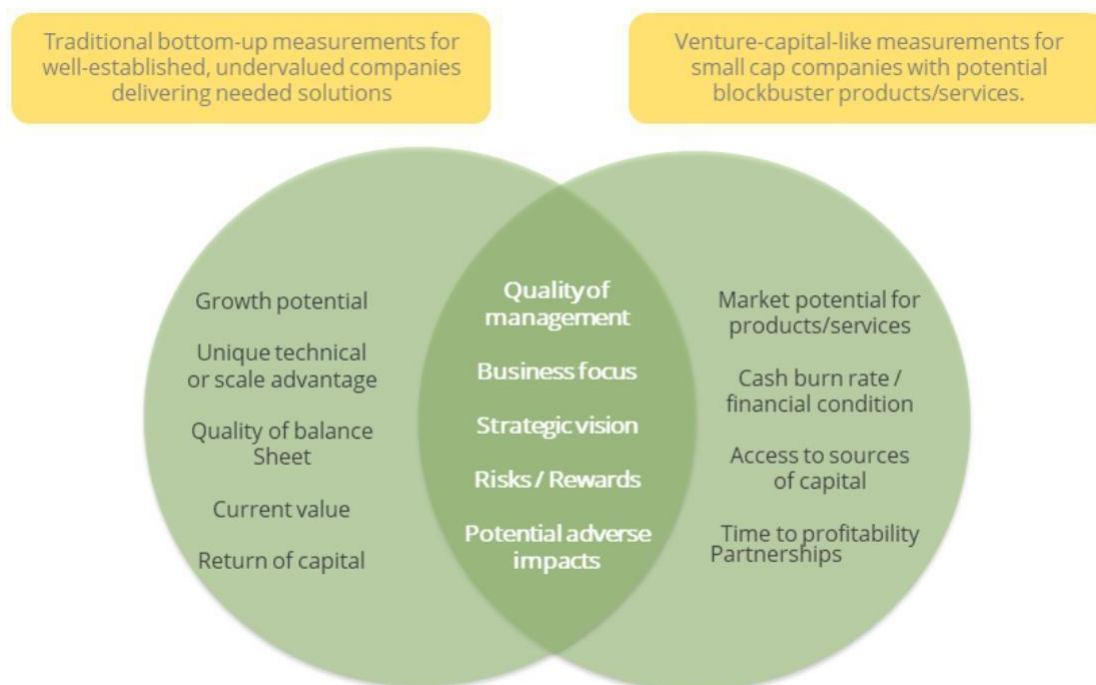 Traditional bottom-up measurements for
well-established, undervalued companies
delivering needed solutions
Venture-capital-like measurements for
small cap companies with potential
blockbuster products/services.
Growth potential
Unique technical
or scale advantage
Quality of balance
Sheet
Current value
Return of capital
Quality of
management
Business focus
Strategic vision
Risks / Rewards
Potential adverse
impacts
Market potential for
products/services
Cash burn rate /
financial condition
Access to sources
of capital
Time to profitability
Partnerships